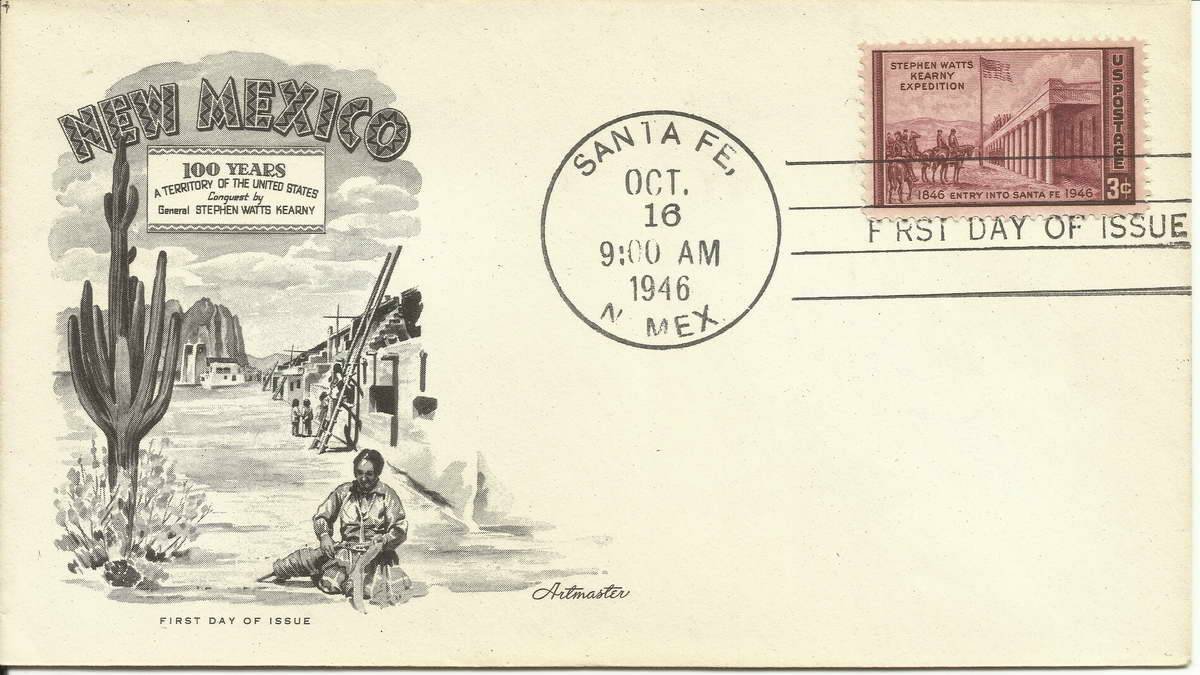 NEW MEXICO
100 YEARS
A TERRITORY OF THE UNITED STATES
Conquest by
General STEPHEN WATTS KEARNY
FIRST DAY OF ISSUE
Artmaster
SANTA FE,
OCT.
16
9:00 AM
1946
N. MEX.
STEPHEN WATTS
KEARNY
EXPEDITION
US POSTAGE
3¢
1846 ENTRY INTO SANTA FE 1946
FIRST DAY OF ISSUE